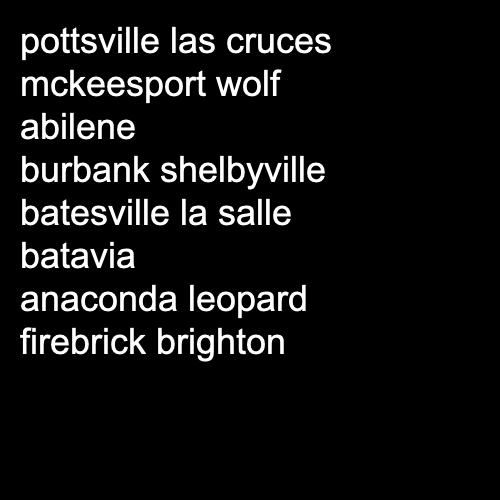 pottsville las cruces
mckeesport wolf
abilene
burbank shelbyville
batesville la salle
batavia
anaconda leopard
firebrick brighton